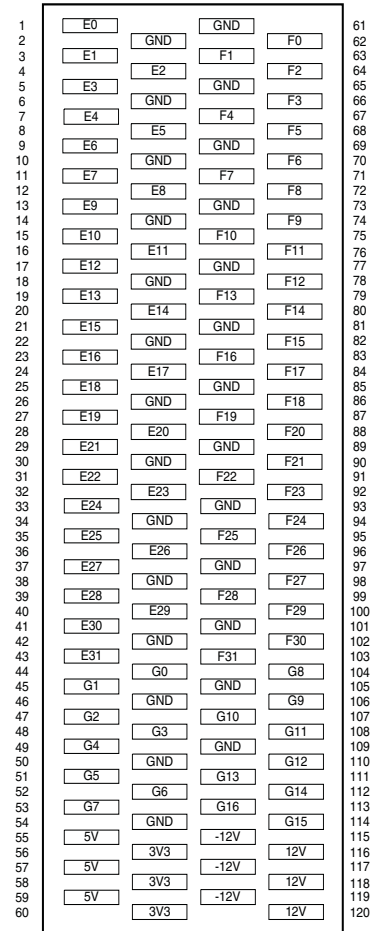 1 E0 GND 61
2 GND F0 62
3 E1 F1 63
4 E2 F2 64
5 E3 GND 65
6 GND F3 66
7 E4 F4 67
8 E5 F5 68
9 E6 GND 69
10 GND F6 70
11 E7 F7 71
12 E8 F8 72
13 E9 GND 73
14 GND F9 74
15 E10 F10 75
16 E11 F11 76
17 E12 GND 77
18 GND F12 78
19 E13 F13 79
20 E14 F14 80
21 E15 GND 81
22 GND F15 82
23 E16 F16 83
24 E17 F17 84
25 E18 GND 85
26 GND F18 86
27 E19 F19 87
28 E20 F20 88
29 E21 GND 89
30 GND F21 90
31 E22 F22 91
32 E23 F23 92
33 E24 GND 93
34 GND F24 94
35 E25 F25 95
36 E26 F26 96
37 E27 GND 97
38 GND F27 98
39 E28 F28 99
40 E29 F29 100
41 E30 GND 101
42 GND F30 102
43 E31 F31 103
44 G0 G8 104
45 G1 GND 105
46 GND G9 106
47 G2 G10 107
48 G3 G11 108
49 G4 GND 109
50 GND G12 110
51 G5 G13 111
52 G6 G14 112
53 G7 G16 113
54 GND G15 114
55 5V -12V 115
56 3V3 12V 116
57 5V -12V 117
58 3V3 12V 118
59 5V -12V 119
60 3V3 12V 120